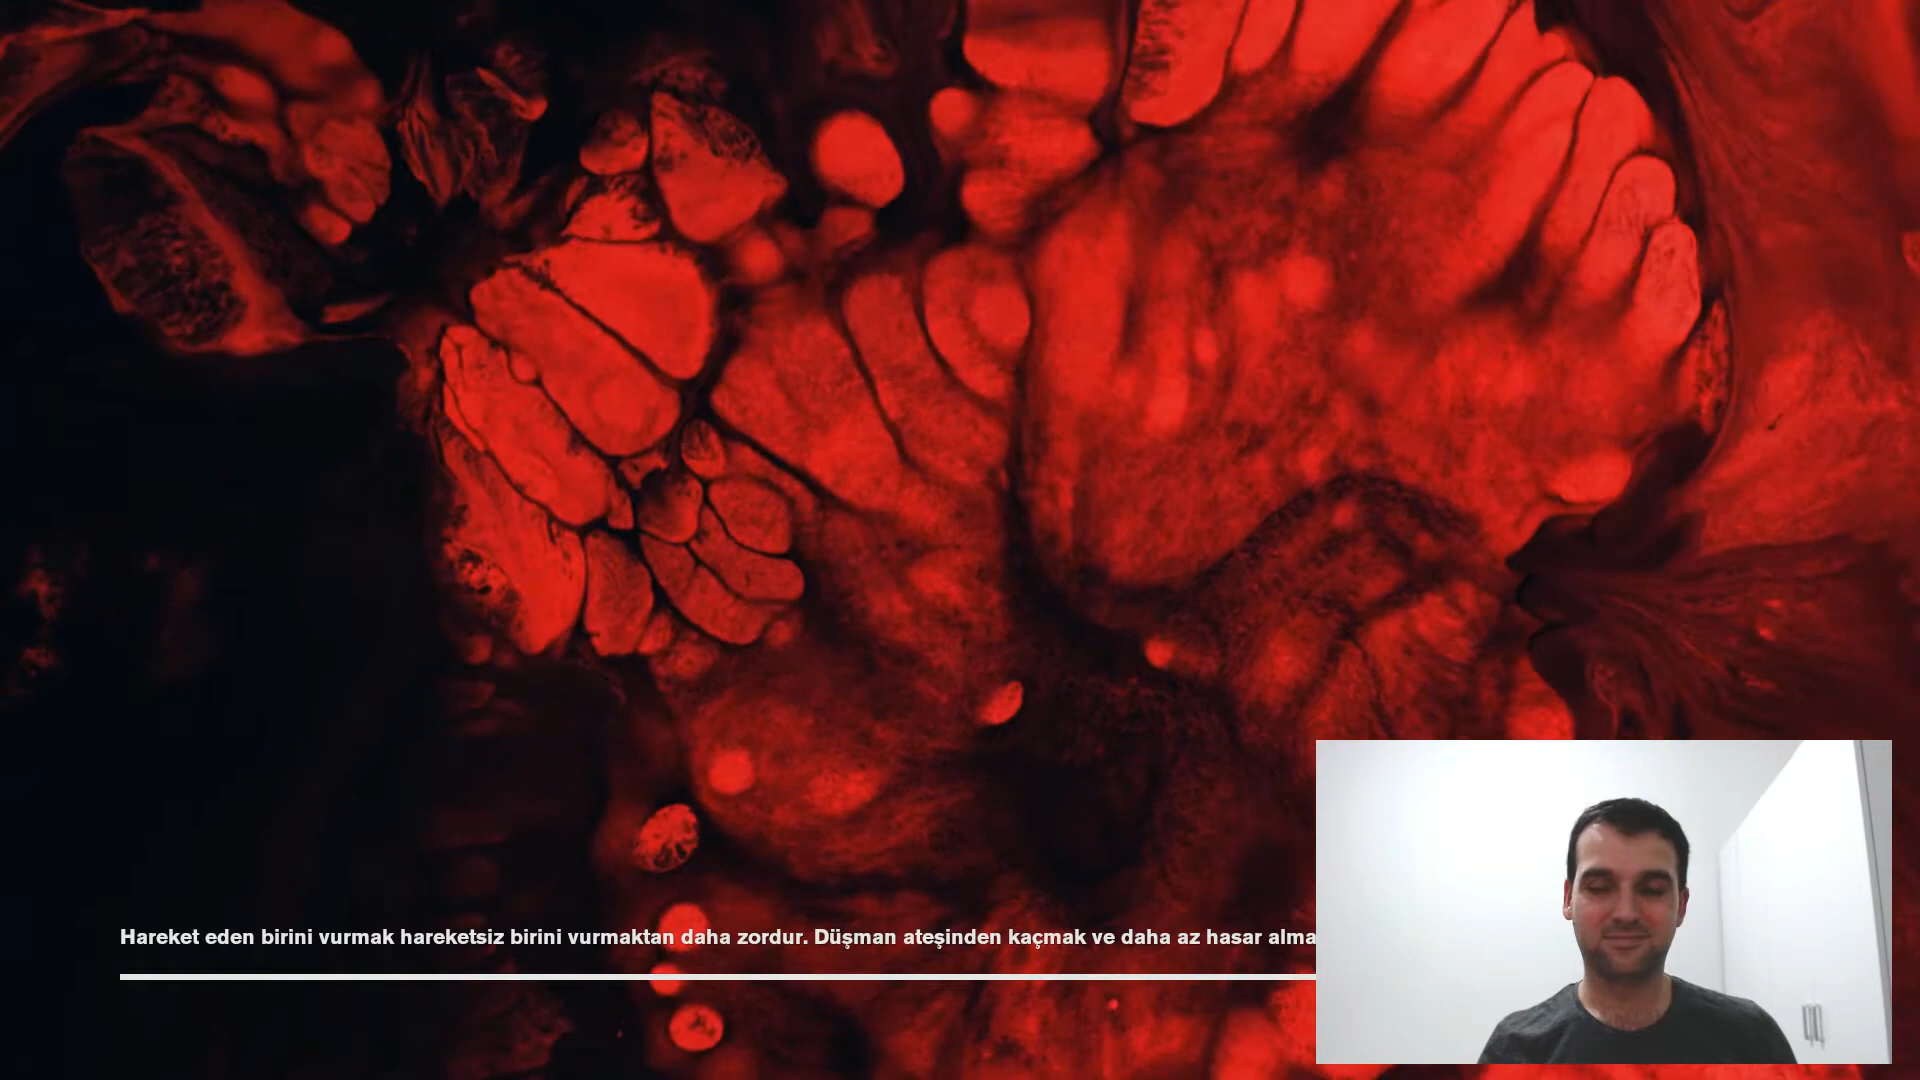 Hareket eden birini vurmak hareketsiz birini vurmaktan daha zordur. Düşman ateşinden kaçmak ve daha az hasar alma